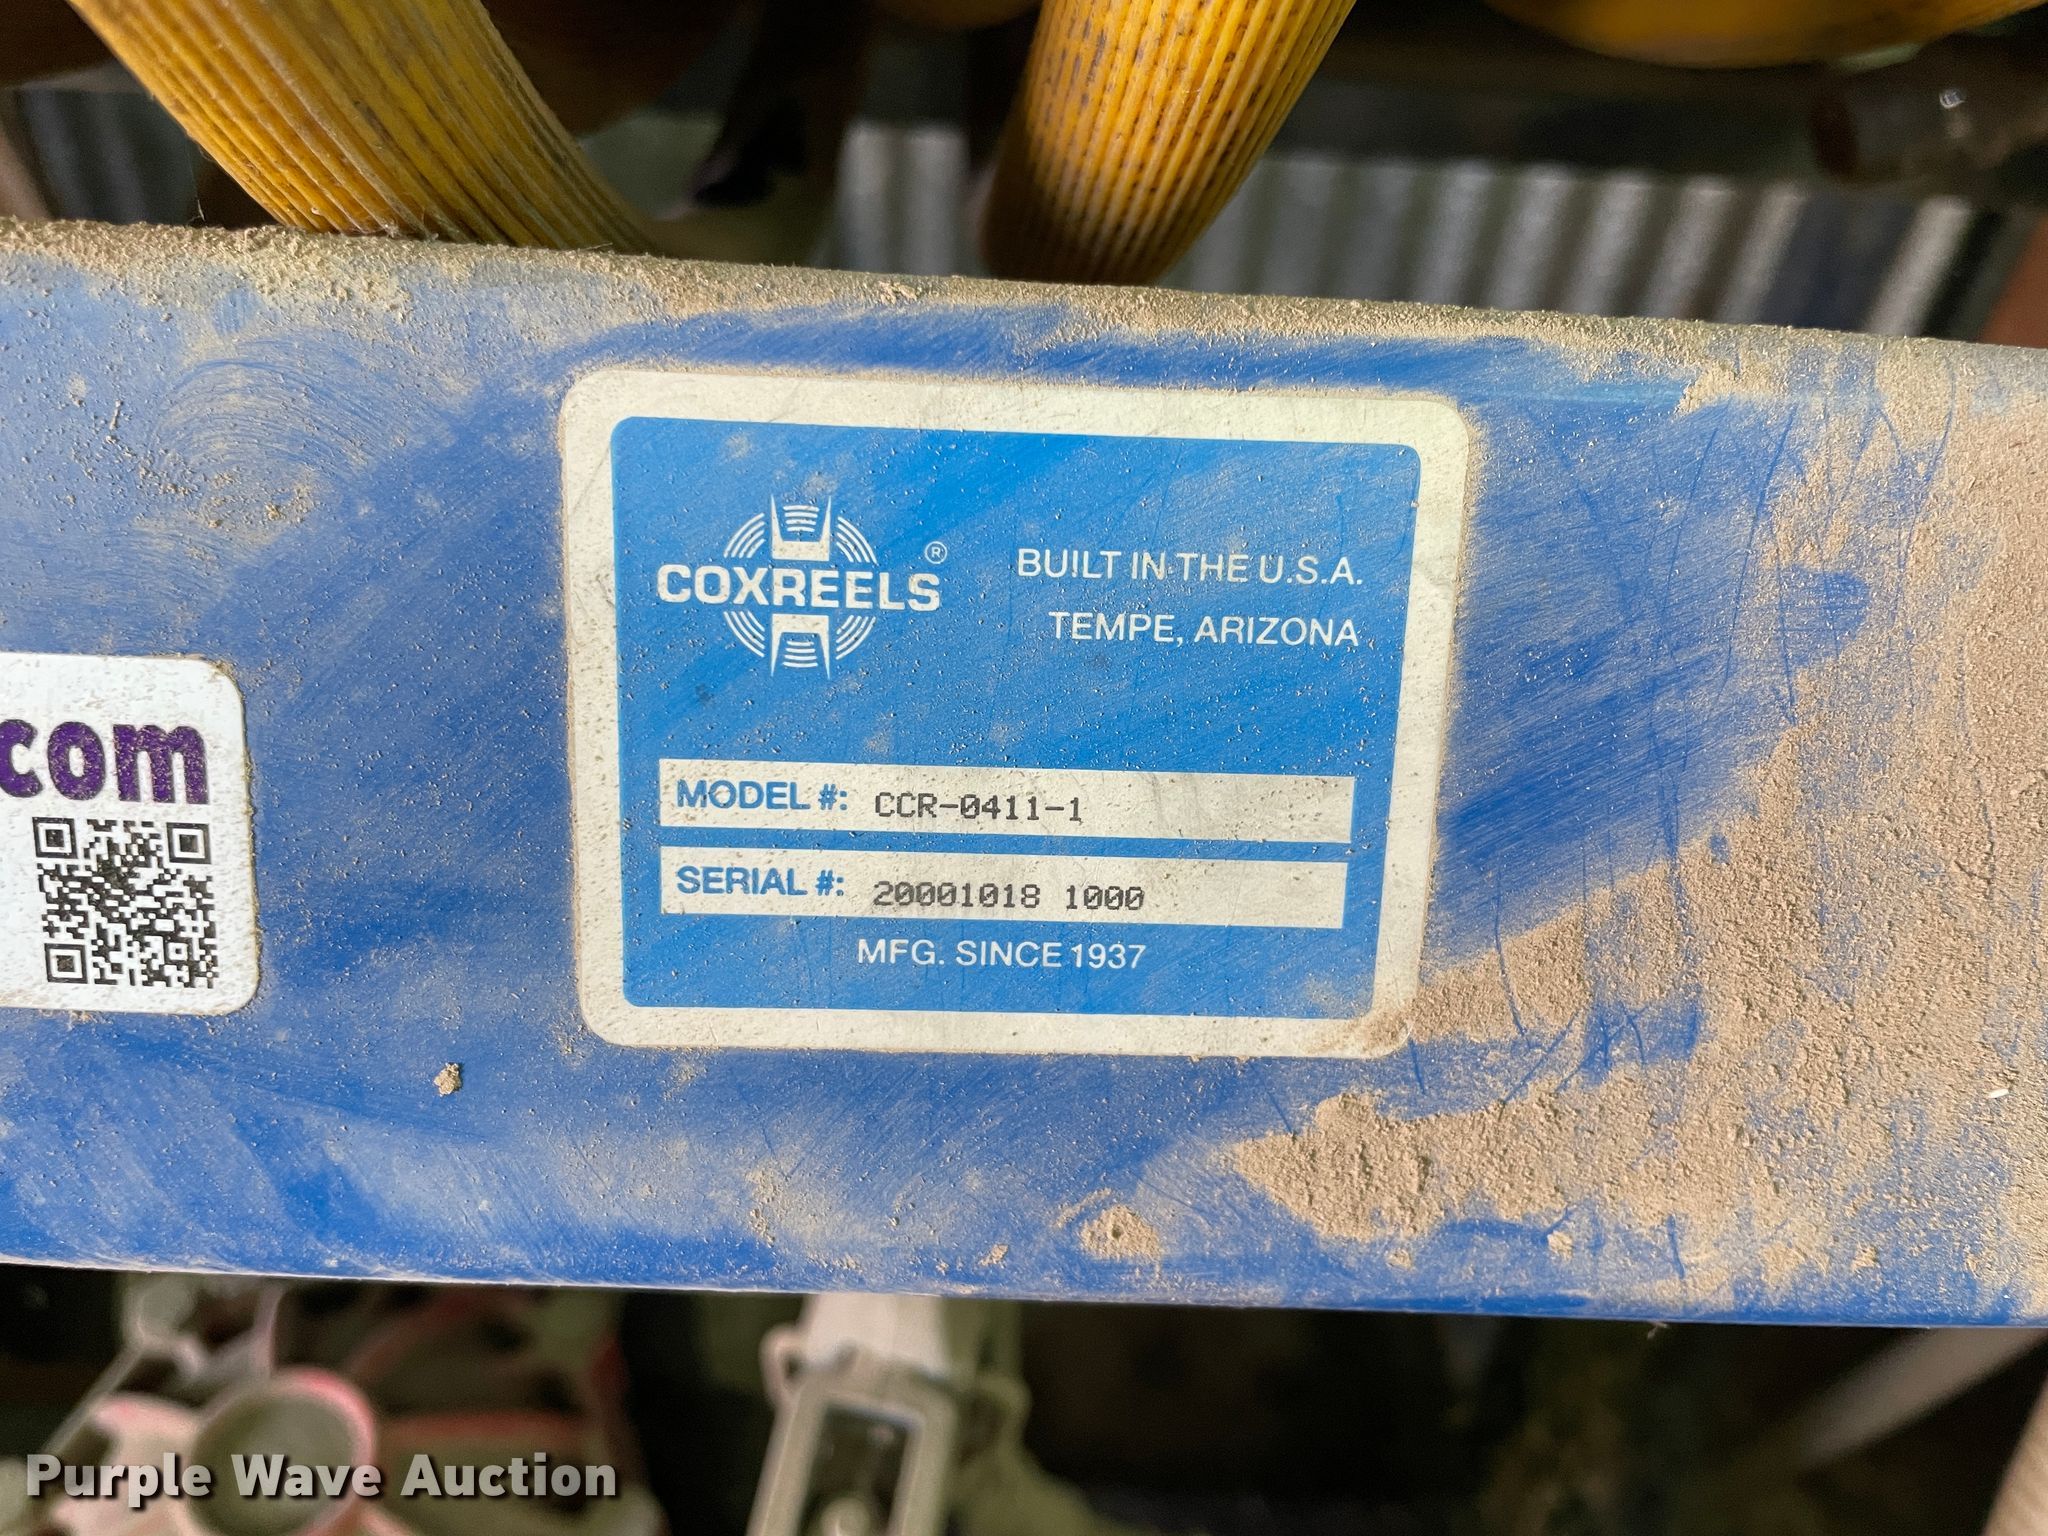 COXREELS ®
BUILT IN THE U.S.A.
TEMPE, ARIZONA
MODEL #: CCR-0411-1
SERIAL #: 20001018 1000
MFG. SINCE 1937
.com
Purple Wave Auction